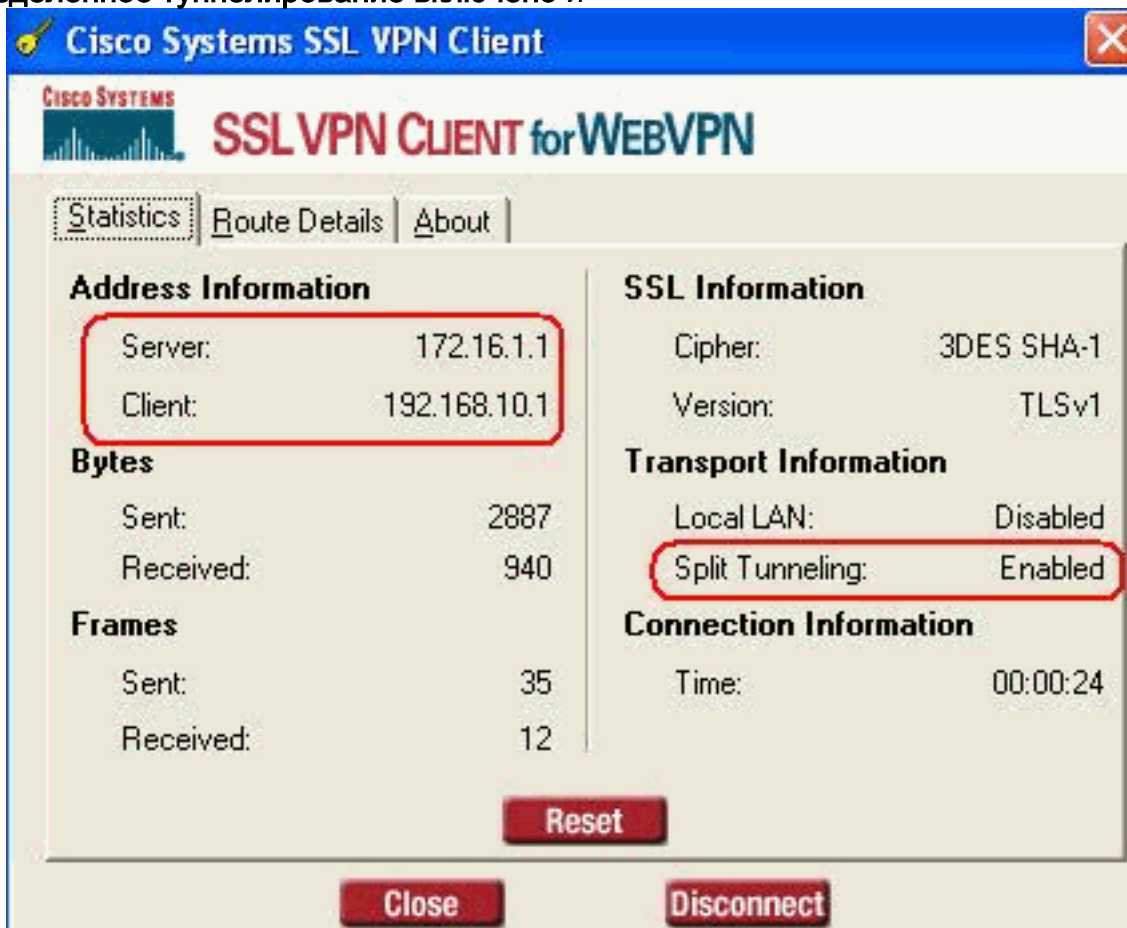 туннелирование включено
Cisco Systems SSL VPN Client
CISCO SYSTEMS
SSL VPN CLIENT for WEBVPN
Statistics Route Details About
Address Information
Server: 172.16.1.1
Client: 192.168.10.1
Bytes
Sent: 2887
Received: 940
Frames
Sent: 35
Received: 12
SSL Information
Cipher: 3DES SHA-1
Version: TLSv1
Transport Information
Local LAN: Disabled
Split Tunneling: Enabled
Connection Information
Time: 00:00:24
Reset
Close Disconnect